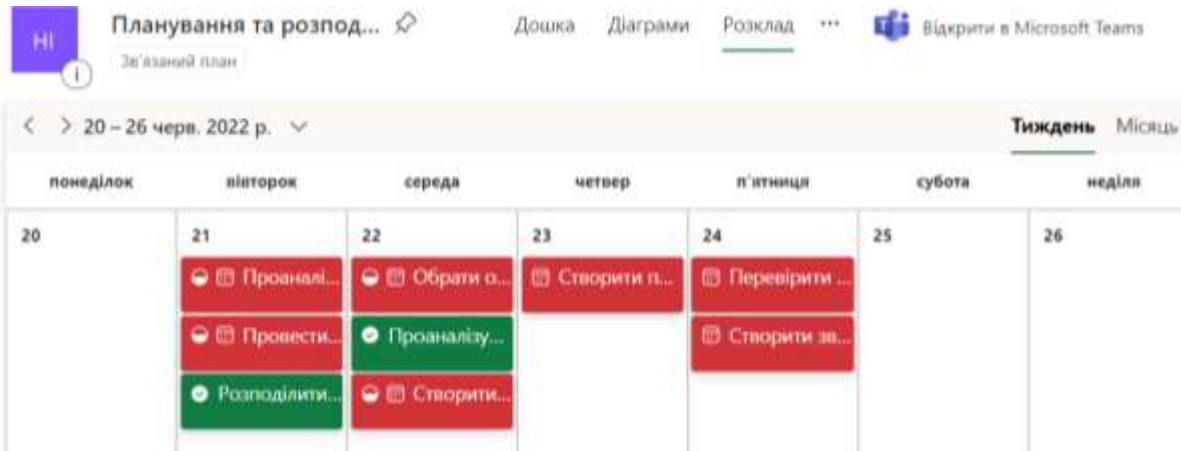 НІ
Планування та розпод...
Зв'язаний план
Дошка Діаграми Розклад ... Відкрити в Microsoft Teams
20 – 26 черв. 2022 р.
Тиждень Місяць
понеділок вівторок середа четвер п'ятниця субота неділя
20 21 22 23 24 25 26
Проаналі... Обрати о... Створити п... Перевірити ...
Провести... Проаналізу... Створити зв...
Розподілити... Створити...